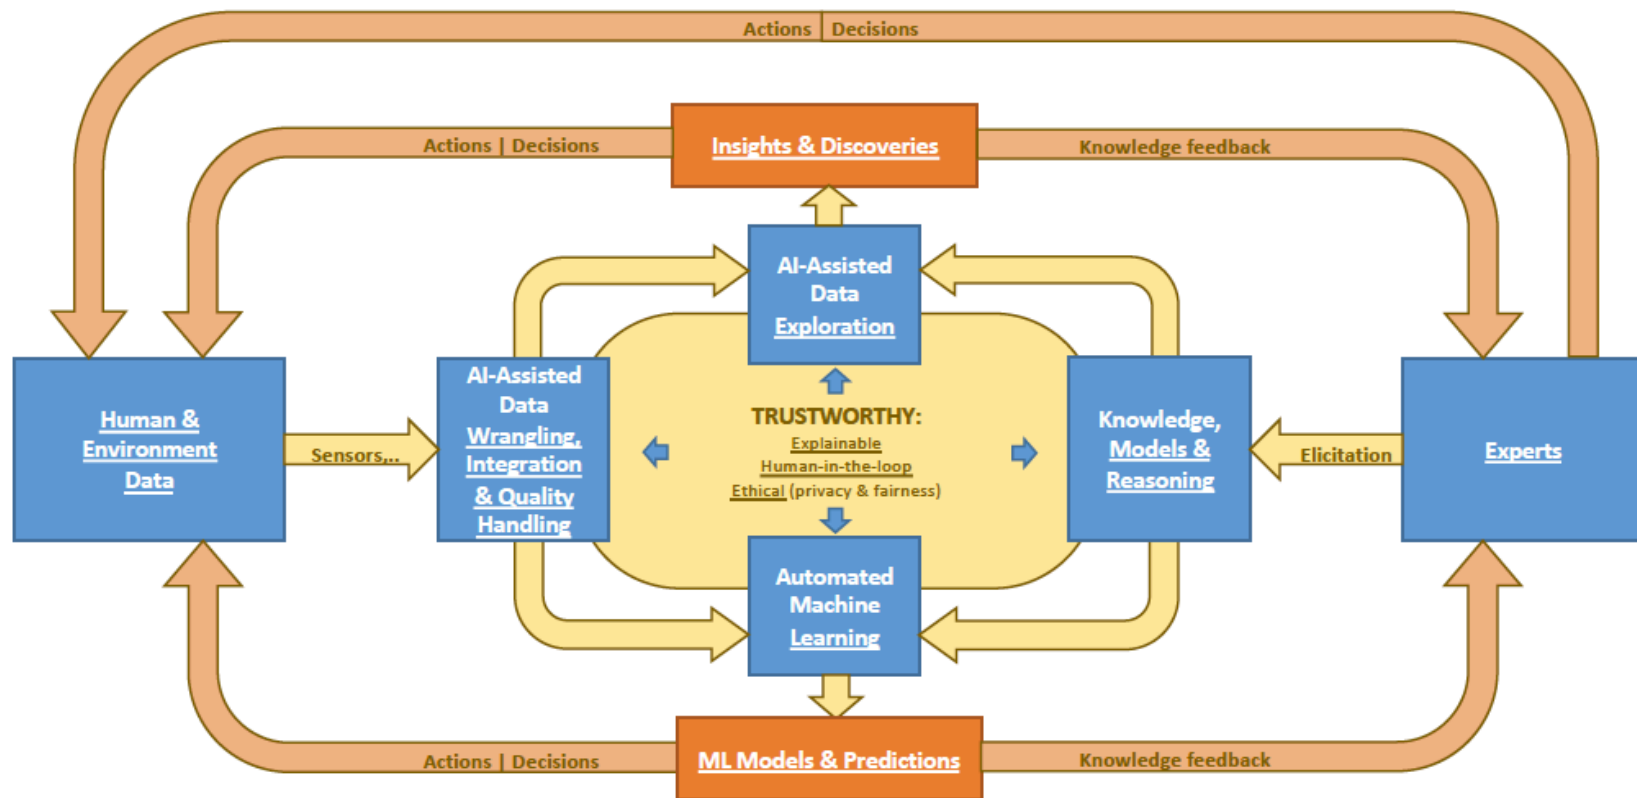 Actions | Decisions
Actions | Decisions
Insights & Discoveries
Knowledge feedback
AI-Assisted
Data
Exploration
Human &
Environment
Data
Sensors,..
AI-Assisted
Data
Wrangling,
Integration
& Quality
Handling
TRUSTWORTHY:
Explainable
Human-in-the-loop
Ethical (privacy & fairness)
Knowledge,
Models &
Reasoning
Elicitation
Experts
Automated
Machine
Learning
Actions | Decisions
ML Models & Predictions
Knowledge feedback